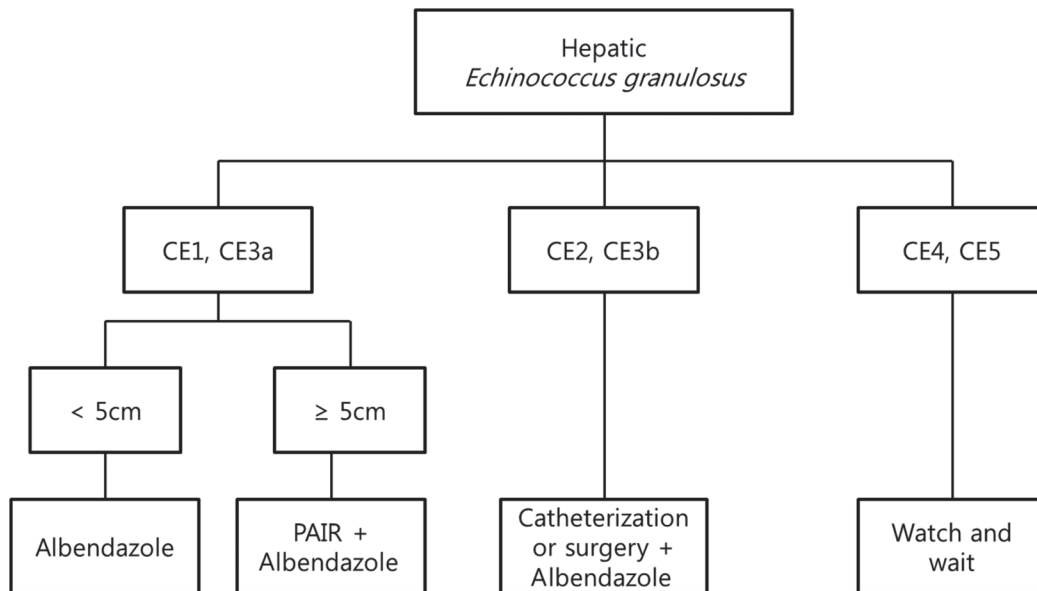 Hepatic
Echinococcus granulosus
CE1, CE3a
CE2, CE3b
CE4, CE5
< 5cm
≥ 5cm
Albendazole
PAIR +
Albendazole
Catheterization
or surgery +
Albendazole
Watch and
wait